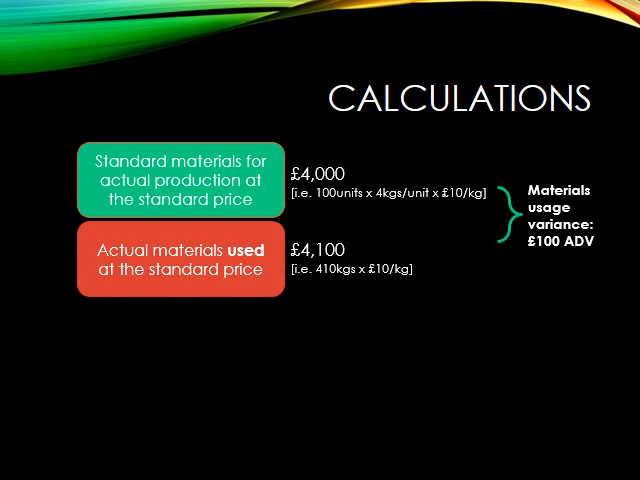 CALCULATIONS
Standard materials for
actual production at
the standard price
£4,000
[i.e. 100units x 4kgs/unit x £10/kg]
Actual materials used
at the standard price
£4,100
[i.e. 410kgs x £10/kg]
Materials
usage
variance:
£100 ADV